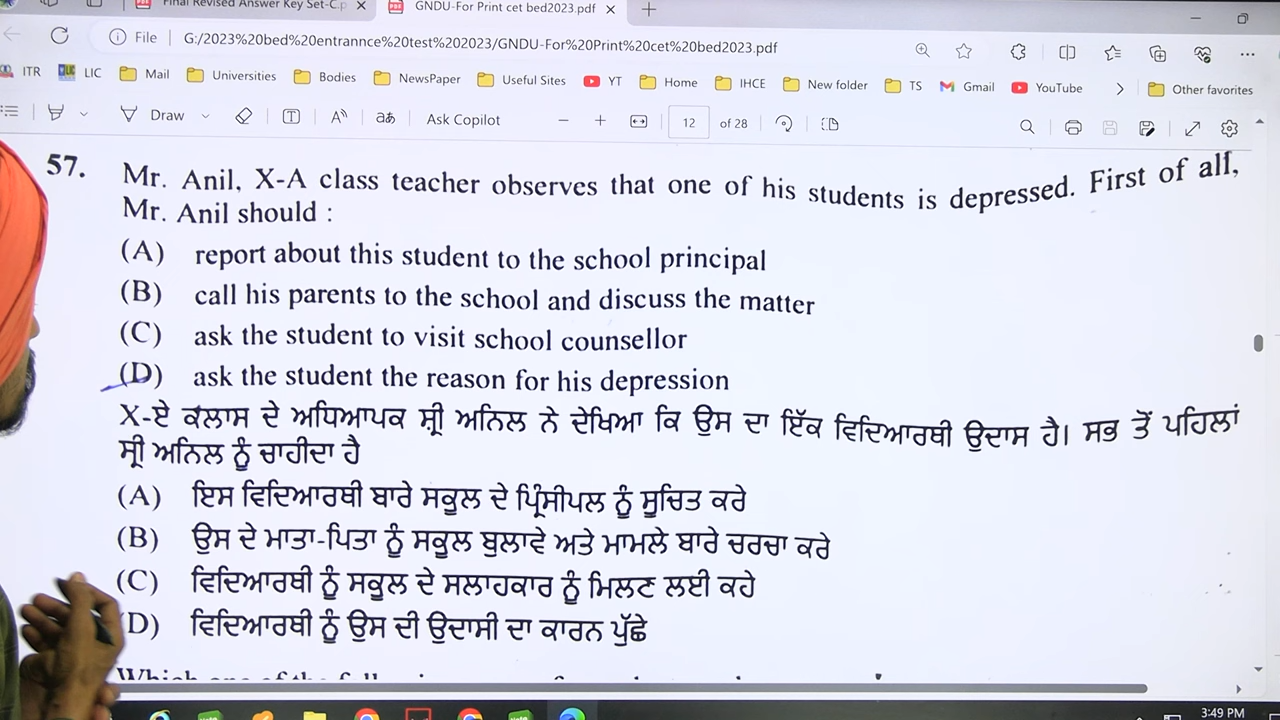 Final Revised Answer Key Set-C.p
GNDU-For Print cet bed2023.pdf
File G:/2023%20bed%20entrannce%20test%202023/GNDU-For%20Print%20cet%20bed2023.pdf
ITR LIC Mail Universities Bodies NewsPaper Useful Sites YT Home IHCE New folder TS Gmail YouTube Other favorites
Draw T A aあ Ask Copilot 12 of 28
57. Mr. Anil, X-A class teacher observes that one of his students is depressed. First of all,
Mr. Anil should :
(A) report about this student to the school principal
(B) call his parents to the school and discuss the matter
(C) ask the student to visit school counsellor
(D) ask the student the reason for his depression
X-ਏ ਕਲਾਸ ਦੇ ਅਧਿਆਪਕ ਸ਼੍ਰੀ ਅਨਿਲ ਨੇ ਦੇਖਿਆ ਕਿ ਉਸ ਦਾ ਇੱਕ ਵਿਦਿਆਰਥੀ ਉਦਾਸ ਹੈ। ਸਭ ਤੋਂ ਪਹਿਲਾਂ
ਸ਼੍ਰੀ ਅਨਿਲ ਨੂੰ ਚਾਹੀਦਾ ਹੈ
(A) ਇਸ ਵਿਦਿਆਰਥੀ ਬਾਰੇ ਸਕੂਲ ਦੇ ਪ੍ਰਿੰਸੀਪਲ ਨੂੰ ਸੂਚਿਤ ਕਰੇ
(B) ਉਸ ਦੇ ਮਾਤਾ-ਪਿਤਾ ਨੂੰ ਸਕੂਲ ਬੁਲਾਵੇ ਅਤੇ ਮਾਮਲੇ ਬਾਰੇ ਚਰਚਾ ਕਰੇ
(C) ਵਿਦਿਆਰਥੀ ਨੂੰ ਸਕੂਲ ਦੇ ਸਲਾਹਕਾਰ ਨੂੰ ਮਿਲਣ ਲਈ ਕਹੇ
D) ਵਿਦਿਆਰਥੀ ਨੂੰ ਉਸ ਦੀ ਉਦਾਸੀ ਦਾ ਕਾਰਨ ਪੁੱਛੇ
Which one of the
3:49 PM